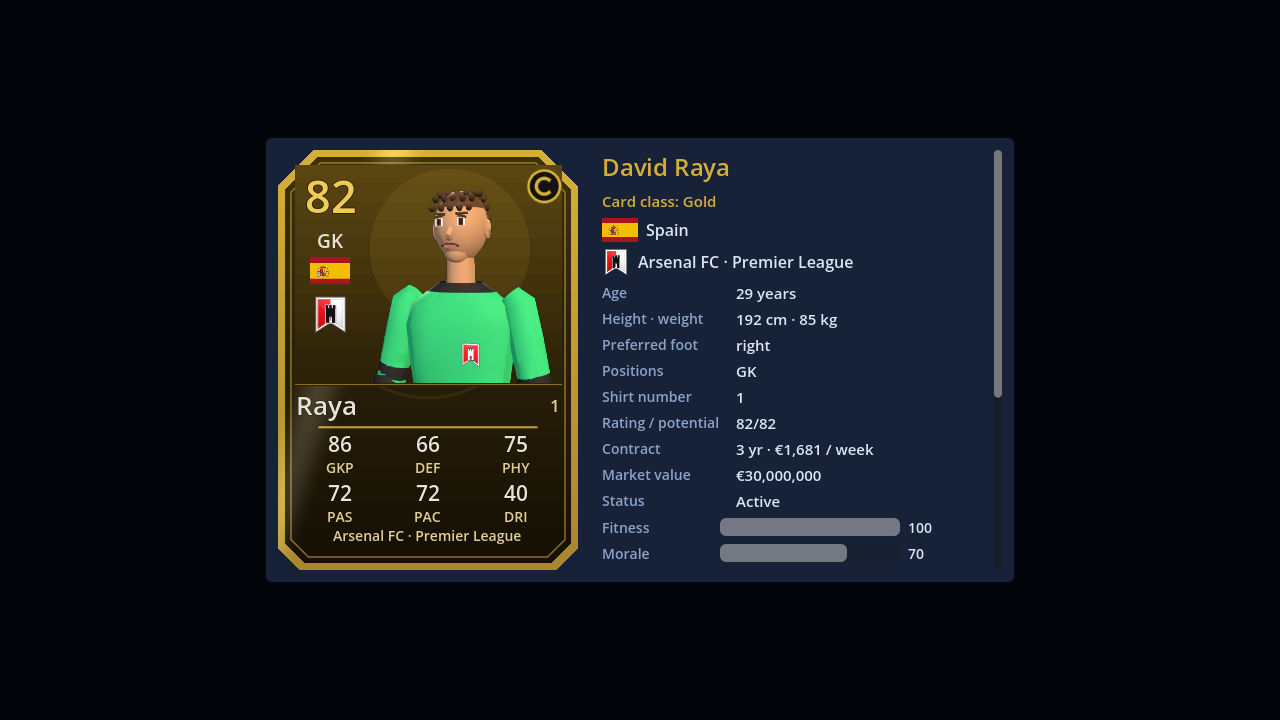 82
C
GK
Raya
1
86 66 75
GKP DEF PHY
72 72 40
PAS PAC DRI
Arsenal FC · Premier League
David Raya
Card class: Gold
Spain
Arsenal FC · Premier League
Age 29 years
Height · weight 192 cm · 85 kg
Preferred foot right
Positions GK
Shirt number 1
Rating / potential 82/82
Contract 3 yr · €1,681 / week
Market value €30,000,000
Status Active
Fitness 100
Morale 70